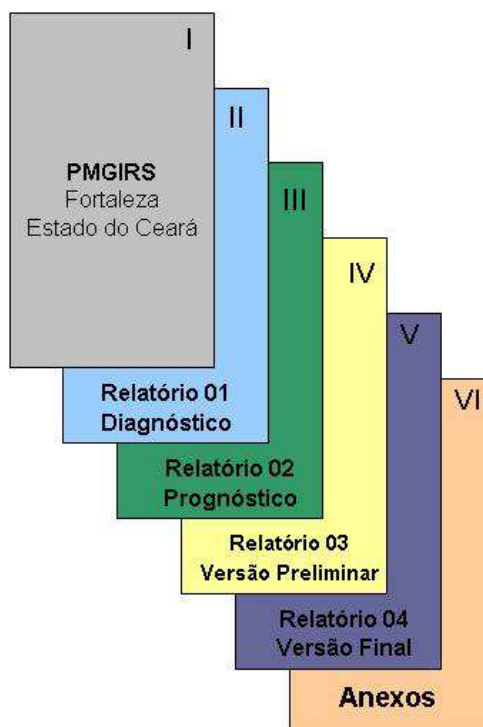 I
PMGIRS
Fortaleza
Estado do Ceará
II
Relatório 01
Diagnóstico
III
Relatório 02
Prognóstico
IV
Relatório 03
Versão Preliminar
V
Relatório 04
Versão Final
VI
Anexos